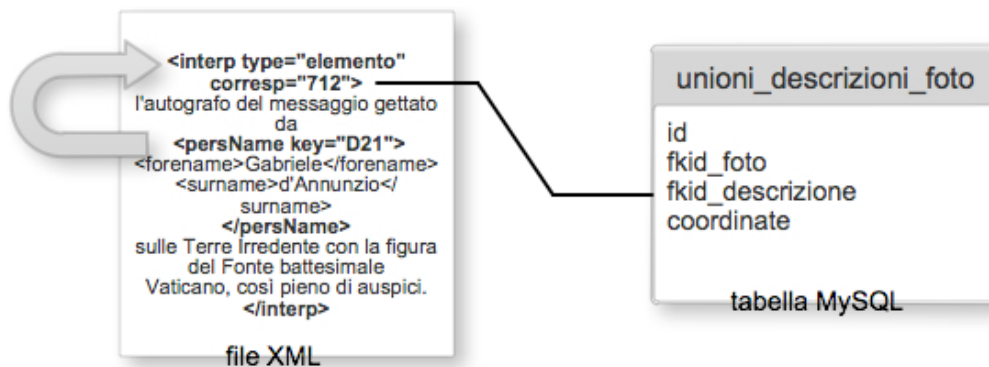 <interp type="elemento"
corresp="712">
l'autografo del messaggio gettato
da
<persName key="D21">
<forename>Gabriele</forename>
<surname>d'Annunzio</
surname>
</persName>
sulle Terre Irredente con la figura
del Fonte battesimale
Vaticano, così pieno di auspici.
</interp>
file XML
unioni_descrizioni_foto
id
fkid_foto
fkid_descrizione
coordinate
tabella MySQL